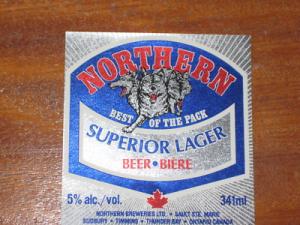 NORTHERN
BEST OF THE PACK
SUPERIOR LAGER
BEER • BIÈRE
5% alc./vol. 341ml
NORTHERN BREWERIES LTD. • SAULT STE. MARIE
SUDBURY • TIMMINS • THUNDER BAY • ONTARIO CANADA